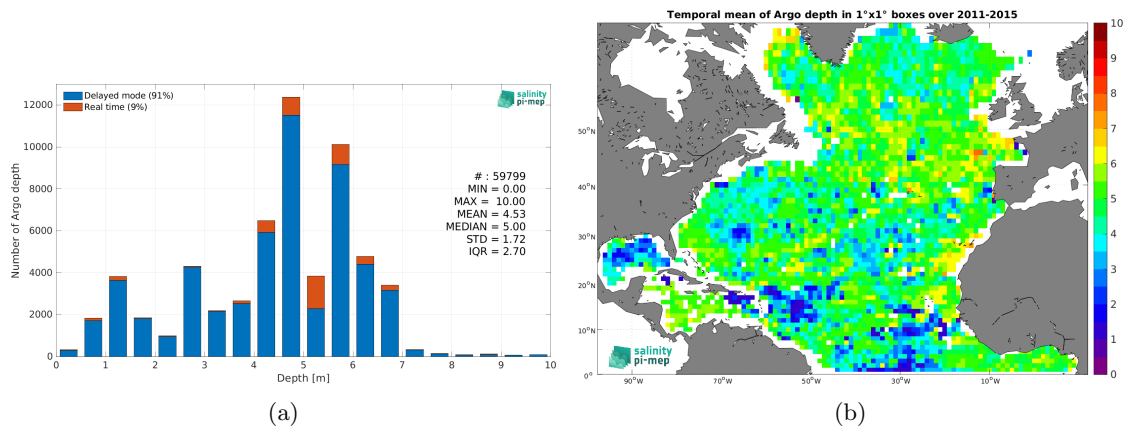 Delayed mode (91%)
Real time (9%)
salinity
pi-mep
12000
10000
8000
6000
4000
2000
0
Number of Argo depth
# : 59799
MIN = 0.00
MAX = 10.00
MEAN = 4.53
MEDIAN = 5.00
STD = 1.72
IQR = 2.70
0 1 2 3 4 5 6 7 8 9 10
Depth [m]
(a)
Temporal mean of Argo depth in 1°x1° boxes over 2011-2015
50°N
40°N
30°N
20°N
10°N
0°
90°W 70°W 50°W 30°W 10°W
salinity
pi-mep
10
9
8
7
6
5
4
3
2
1
0
(b)